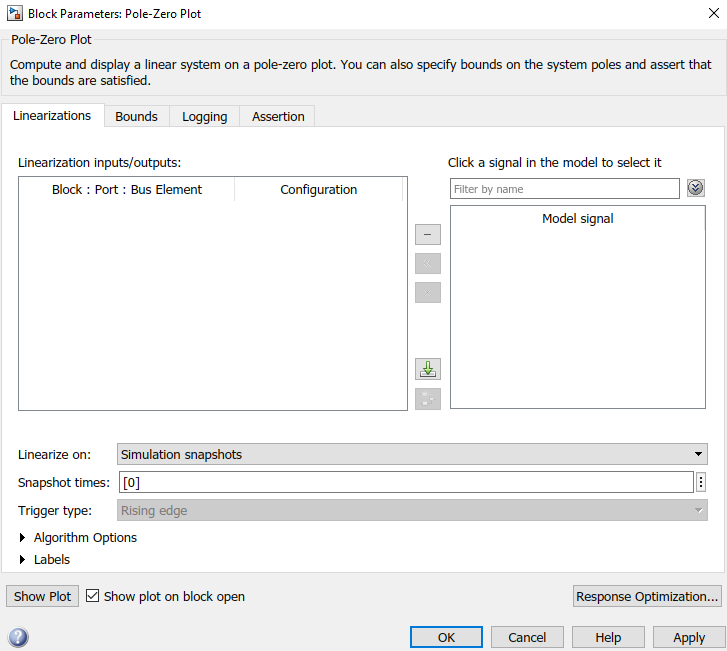 Block Parameters: Pole-Zero Plot
Pole-Zero Plot
Compute and display a linear system on a pole-zero plot. You can also specify bounds on the system poles and assert that
the bounds are satisfied.
Linearizations Bounds Logging Assertion
Linearization inputs/outputs:
Click a signal in the model to select it
Block : Port : Bus Element Configuration
Filter by name
Model signal
Linearize on: Simulation snapshots
Snapshot times: [0]
Trigger type: Rising edge
Algorithm Options
Labels
Show Plot Show plot on block open Response Optimization...
? OK Cancel Help Apply